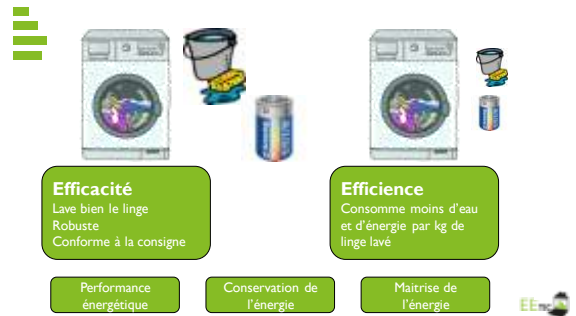 Efficacité
Lave bien le linge
Robuste
Conforme à la consigne
Efficience
Consomme moins d'eau
et d'énergie par kg de
linge lavé
Performance
énergétique
Conservation de
l'énergie
Maitrise de
l'énergie